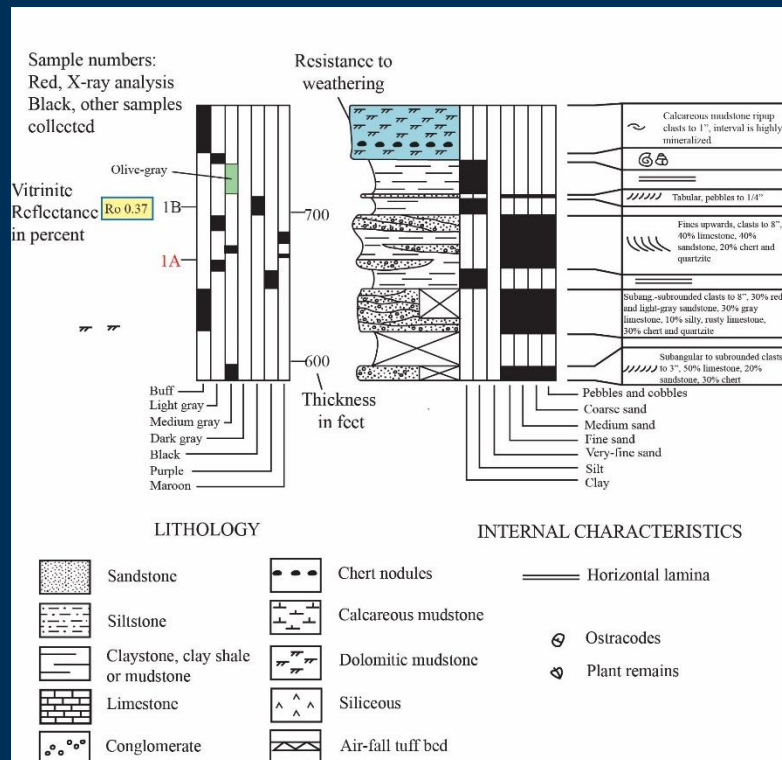 Sample numbers:
Red, X-ray analysis
Black, other samples
collected
Resistance to
weathering
Olive-gray
Vitrinite
Reflectance
in percent
Ro 0.37
1B
1A
700
600
Thickness
in feet
Buff
Light gray
Medium gray
Dark gray
Black
Purple
Maroon
Pebbles and cobbles
Coarse sand
Medium sand
Fine sand
Very-fine sand
Silt
Clay
Calcareous mudstone ripup
clasts to 1”, interval is highly
mineralized
Tabular, pebbles to 1/4”
Fines upwards, clasts to 8”,
40% limestone, 40%
sandstone, 20% chert and
quartzite
Subang.-subrounded clasts to 8”, 30% red
and light-gray sandstone, 30% gray
limestone, 10% silty, rusty limestone,
30% chert and quartzite
Subangular to subrounded clasts
to 3”, 50% limestone, 20%
sandstone, 30% chert
LITHOLOGY
Sandstone
Siltstone
Claystone, clay shale
or mudstone
Limestone
Conglomerate
Chert nodules
Calcareous mudstone
Dolomitic mudstone
Siliceous
Air-fall tuff bed
INTERNAL CHARACTERISTICS
Horizontal lamina
Ostracodes
Plant remains